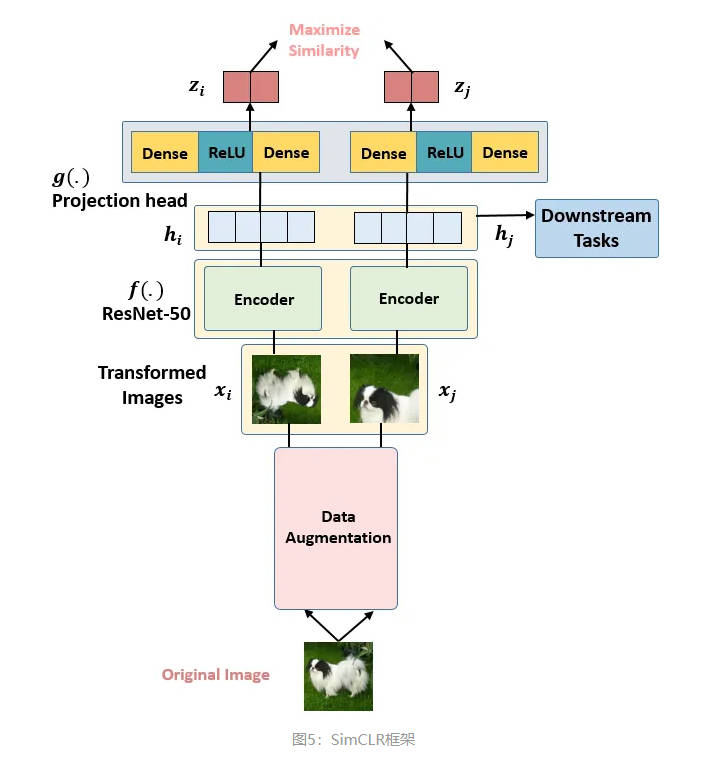 Maximize
Similarity
z_i
z_j
Dense
ReLU
Dense
Dense
ReLU
Dense
g(.)
Projection head
h_i
h_j
Downstream
Tasks
f(.)
ResNet-50
Encoder
Encoder
Transformed
Images
x_i
x_j
Data
Augmentation
Original Image
图5：SimCLR框架